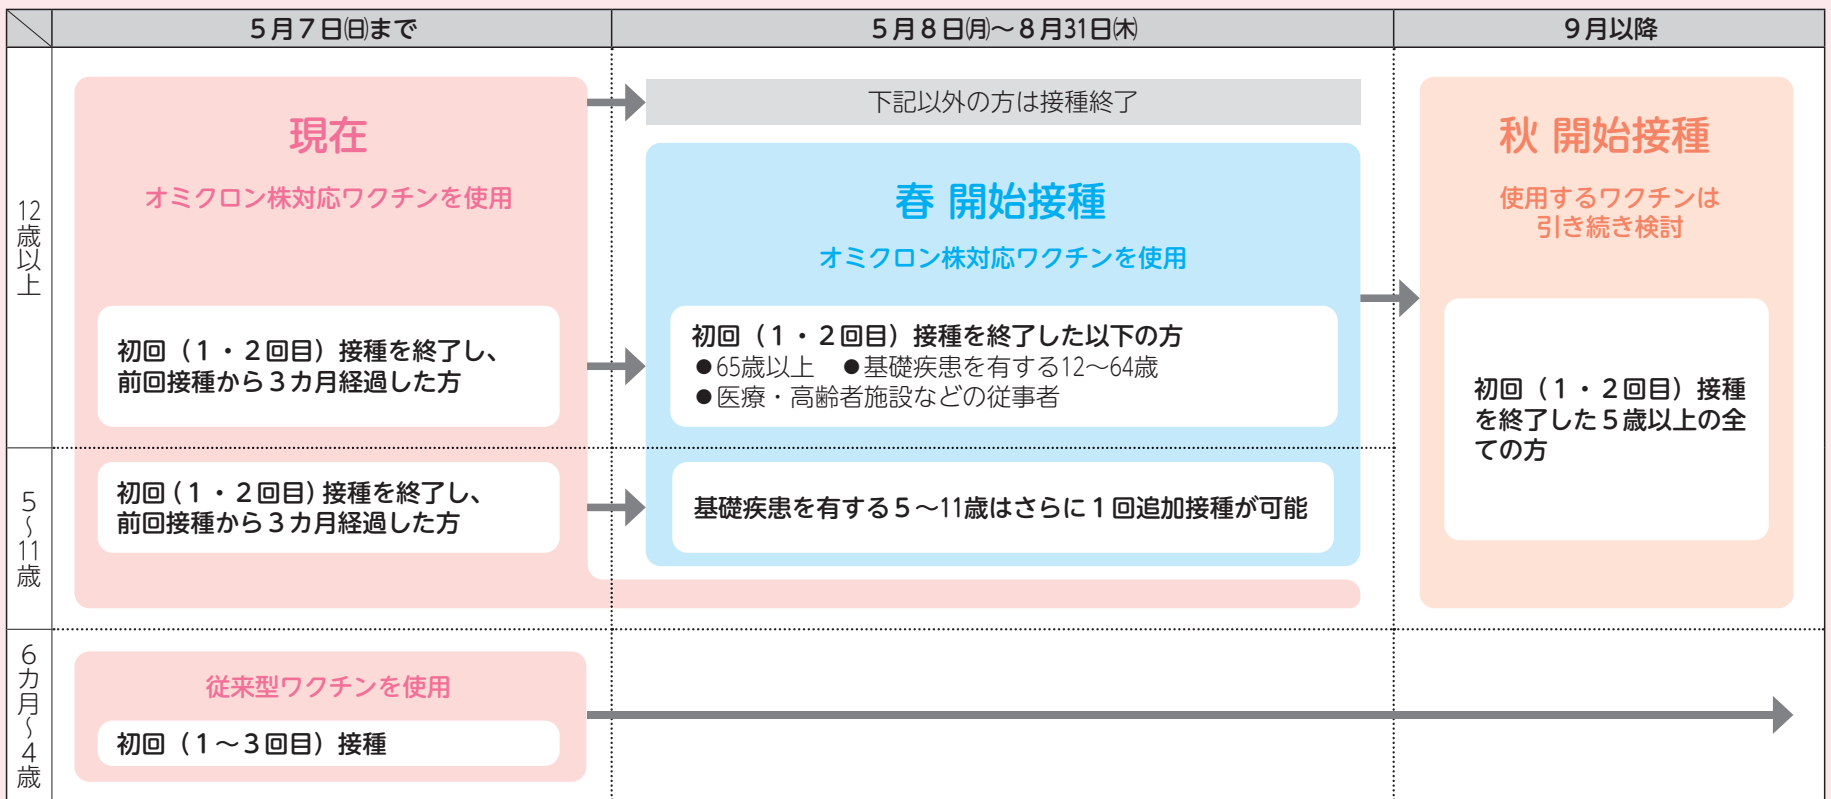 ５月７日㈰まで
５月８日㈪～８月31日㈭
９月以降
12歳以上
現在
オミクロン株対応ワクチンを使用
初回（１・２回目）接種を終了し、
前回接種から３カ月経過した方
下記以外の方は接種終了
春 開始接種
オミクロン株対応ワクチンを使用
初回（１・２回目）接種を終了した以下の方
●65歳以上　●基礎疾患を有する12～64歳
●医療・高齢者施設などの従事者
秋 開始接種
使用するワクチンは
引き続き検討
初回（１・２回目）接種
を終了した５歳以上の全
ての方
５～11歳
初回（１・２回目）接種を終了し、
前回接種から３カ月経過した方
基礎疾患を有する５～11歳はさらに１回追加接種が可能
６カ月～４歳
従来型ワクチンを使用
初回（１～３回目）接種